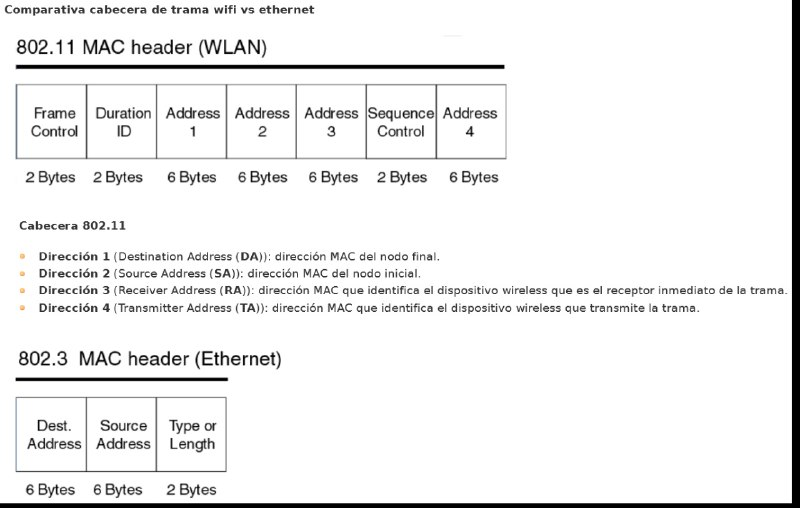 Comparativa cabecera de trama wifi vs ethernet
802.11 MAC header (WLAN)
Frame Control
Duration ID
Address 1
Address 2
Address 3
Sequence Control
Address 4
2 Bytes 2 Bytes 6 Bytes 6 Bytes 6 Bytes 2 Bytes 6 Bytes
Cabecera 802.11
Dirección 1 (Destination Address (DA)): dirección MAC del nodo final.
Dirección 2 (Source Address (SA)): dirección MAC del nodo inicial.
Dirección 3 (Receiver Address (RA)): dirección MAC que identifica el dispositivo wireless que es el receptor inmediato de la trama.
Dirección 4 (Transmitter Address (TA)): dirección MAC que identifica el dispositivo wireless que transmite la trama.
802.3 MAC header (Ethernet)
Dest. Address
Source Address
Type or Length
6 Bytes 6 Bytes 2 Bytes